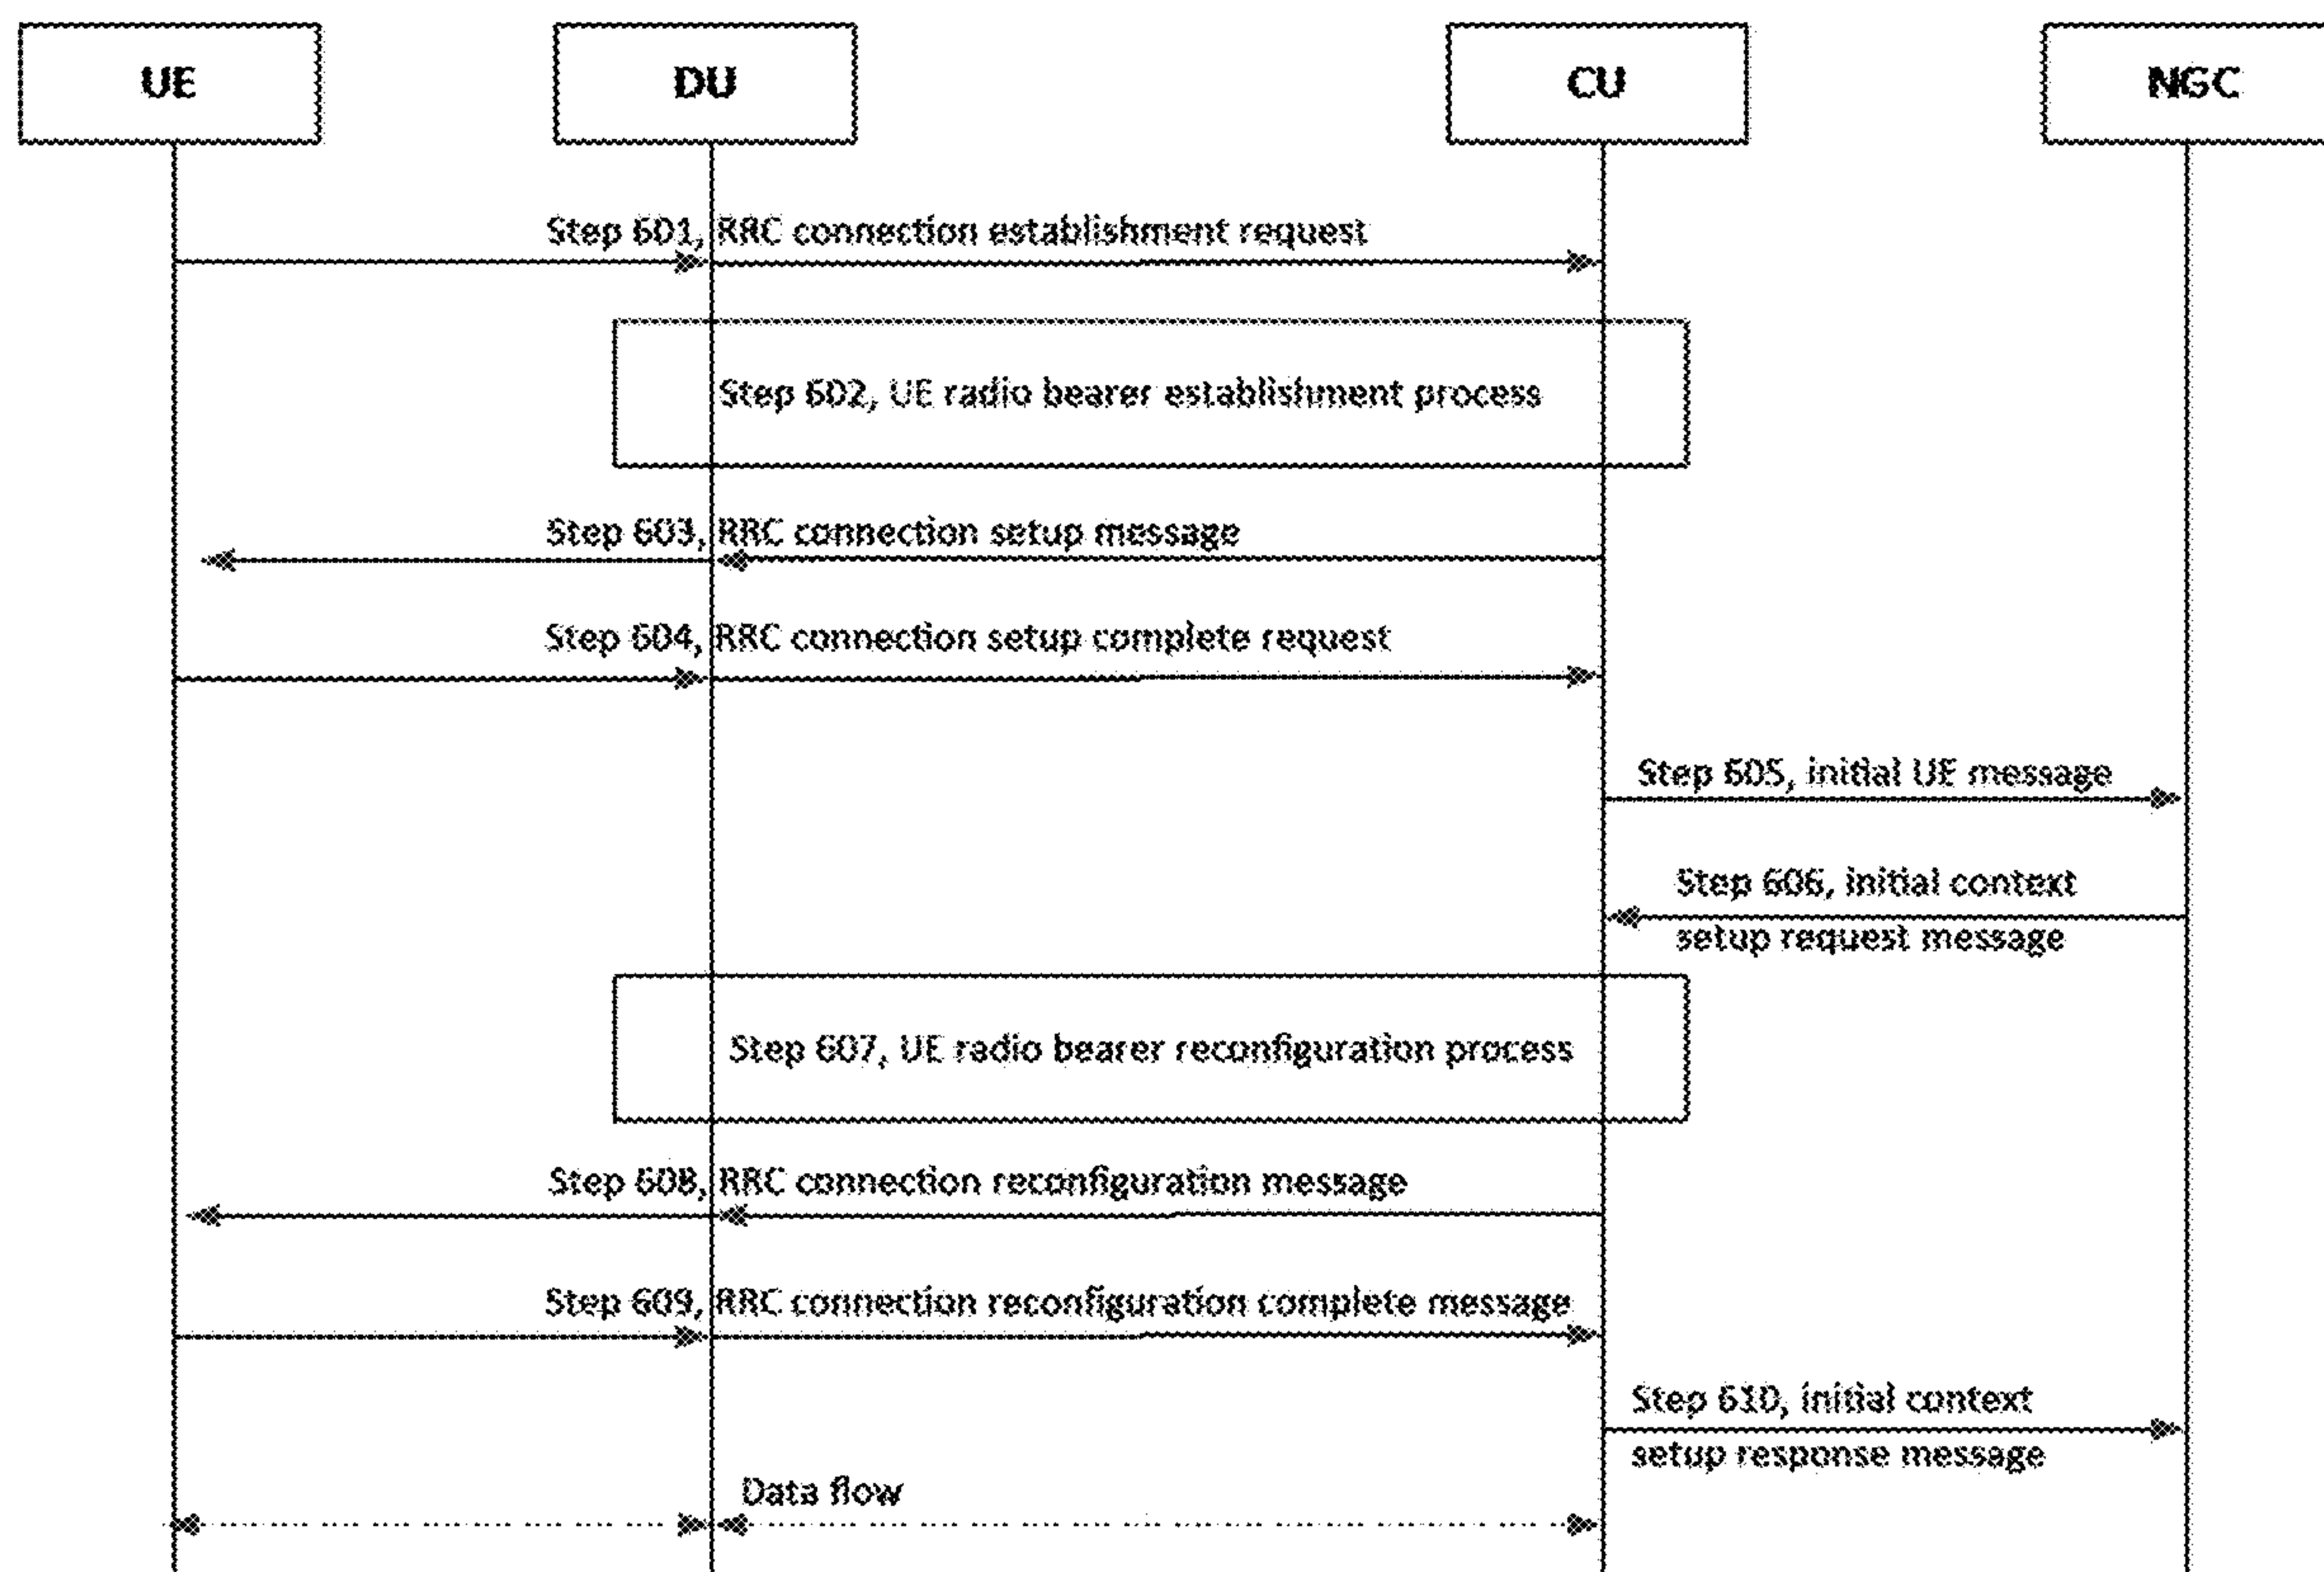 UE
DU
CU
NGC
Step 601, RRC connection establishment request
Step 602, UE radio bearer establishment process
Step 603, RRC connection setup message
Step 604, RRC connection setup complete request
Step 605, initial UE message
Step 606, initial context
setup request message
Step 607, UE radio bearer reconfiguration process
Step 608, RRC connection reconfiguration message
Step 609, RRC connection reconfiguration complete message
Step 610, initial context
setup response message
Data flow